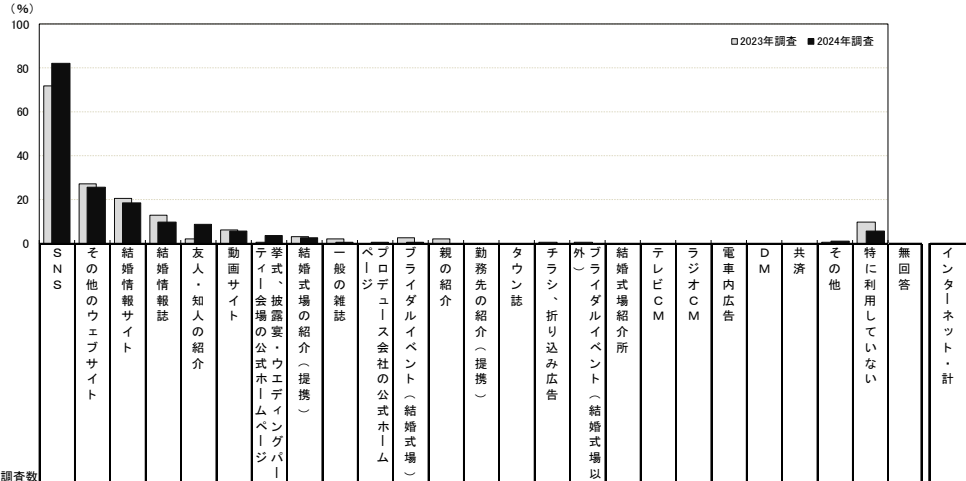 （％）
100
80
60
40
20
0
□2023年調査 ■2024年調査
SNS
その他のウェブサイト
結婚情報サイト
結婚情報誌
友人・知人の紹介
動画サイト
挙式、披露宴・ウエディングパー
ティー会場の公式ホームページ
結婚式場の紹介（提携）
一般の雑誌
プロデュース会社の公式ホーム
ページ
ブライダルイベント（結婚式場）
親の紹介
勤務先の紹介（提携）
タウン誌
チラシ、折り込み広告
ブライダルイベント（結婚式場以
外）
結婚式場紹介所
テレビCM
ラジオCM
電車内広告
DM
共済
その他
特に利用していない
無回答
インターネット・計
調査数